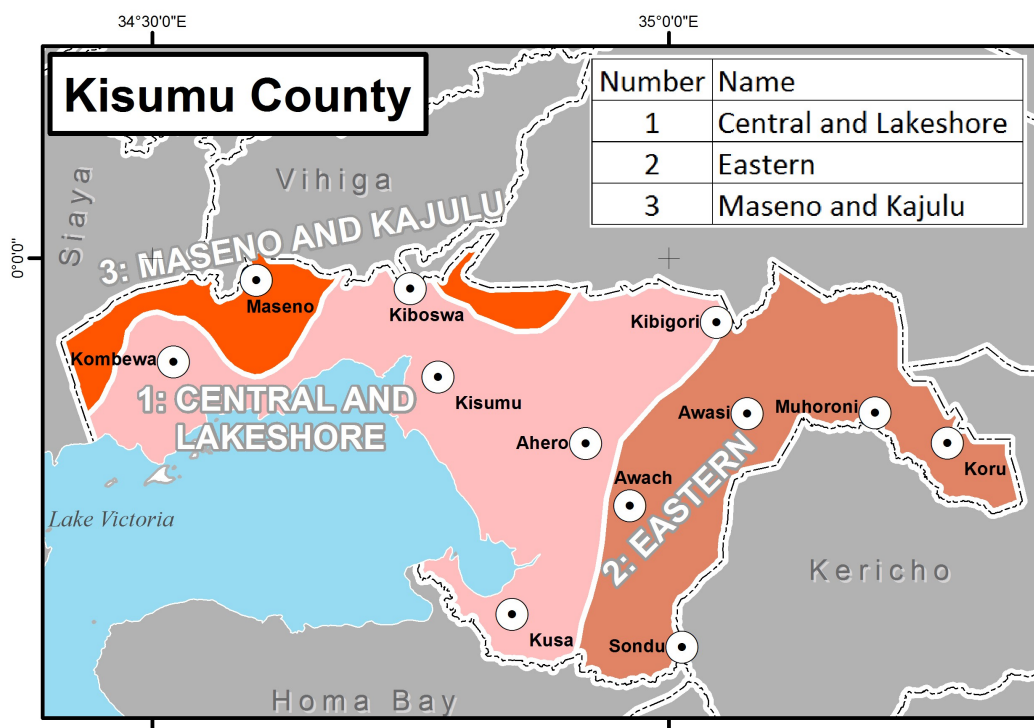 34°30'0"E
35°0'0"E
Kisumu County
Number Name
1 Central and Lakeshore
2 Eastern
3 Maseno and Kajulu
Siaya
Vihiga
3: MASENO AND KAJULU
0°0'0"
Maseno
Kiboswa
Kibigori
Kombewa
1: CENTRAL AND
LAKESHORE
Kisumu
Awasi
Muhoroni
Ahero
Koru
Awach
2: EASTERN
Lake Victoria
Kericho
Kusa
Sondu
Homa Bay